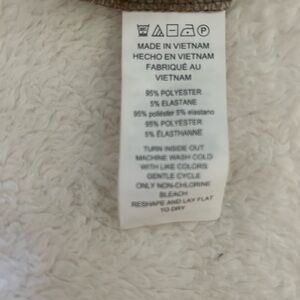 MADE IN VIETNAM
HECHO EN VIETNAM
FABRIQUÉ AU
VIETNAM
95% POLYESTER
5% ELASTANE
95% poliéster 5% elastano
95% POLYESTER
5% ÉLASTHANNE
TURN INSIDE OUT
MACHINE WASH COLD
WITH LIKE COLORS
GENTLE CYCLE
ONLY NON-CHLORINE
BLEACH
RESHAPE AND LAY FLAT
TO DRY